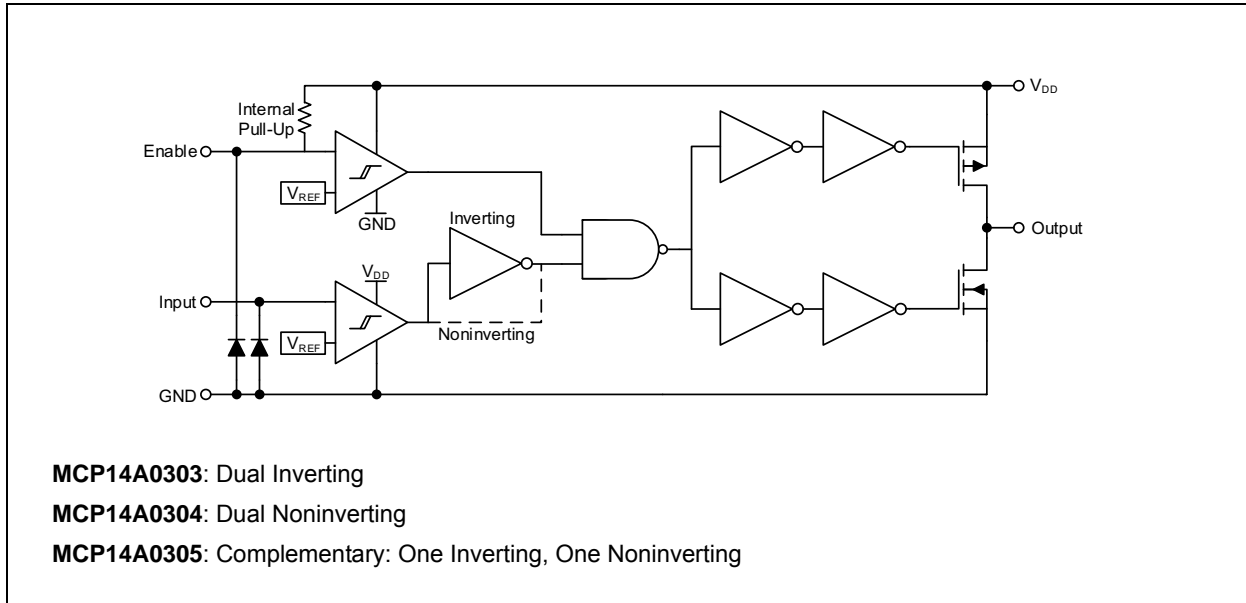 VDD
Internal
Pull-Up
Enable
VREF
GND
Inverting
Output
VDD
Input
VREF
Noninverting
GND
MCP14A0303: Dual Inverting
MCP14A0304: Dual Noninverting
MCP14A0305: Complementary: One Inverting, One Noninverting